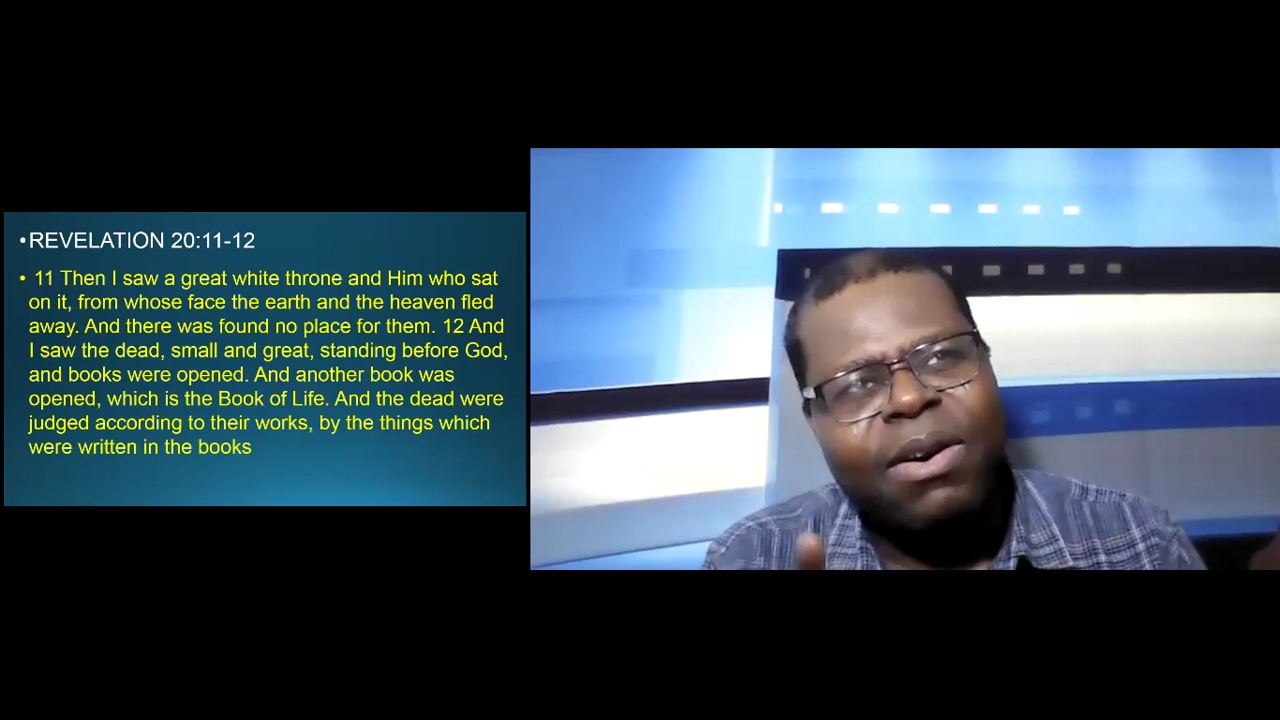 •REVELATION 20:11-12
• 11 Then I saw a great white throne and Him who sat
on it, from whose face the earth and the heaven fled
away. And there was found no place for them. 12 And
I saw the dead, small and great, standing before God,
and books were opened. And another book was
opened, which is the Book of Life. And the dead were
judged according to their works, by the things which
were written in the books